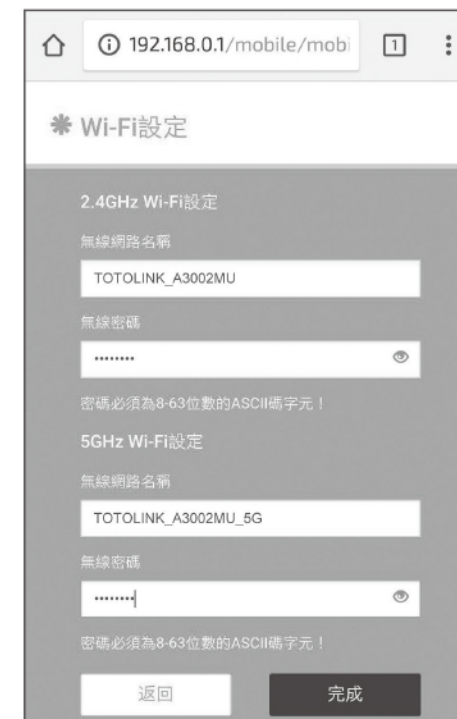 192.168.0.1/mobile/mobi
1
Wi-Fi設定
2.4GHz Wi-Fi設定
無線網路名稱
TOTOLINK_A3002MU
無線密碼
••••••••
密碼必須為8-63位數的ASCII碼字元！
5GHz Wi-Fi設定
無線網路名稱
TOTOLINK_A3002MU_5G
無線密碼
••••••••
密碼必須為8-63位數的ASCII碼字元！
返回
完成